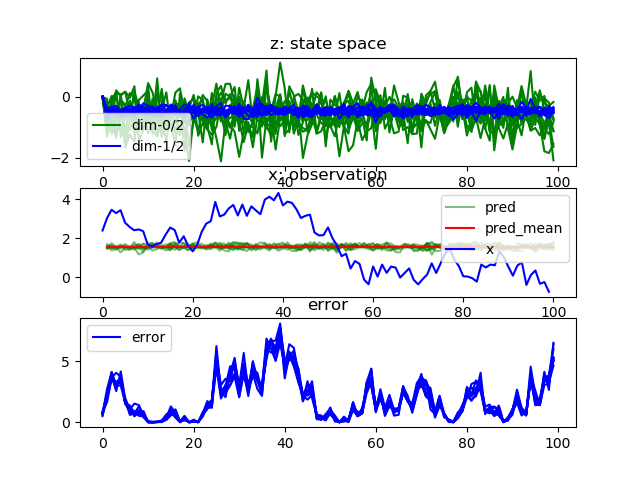 z: state space
0
−2
dim-0/2
dim-1/2
0 20 40 60 80 100
x: observation
4
2
0
pred
pred_mean
x
0 20 40 60 80 100
error
5
0
error
0 20 40 60 80 100